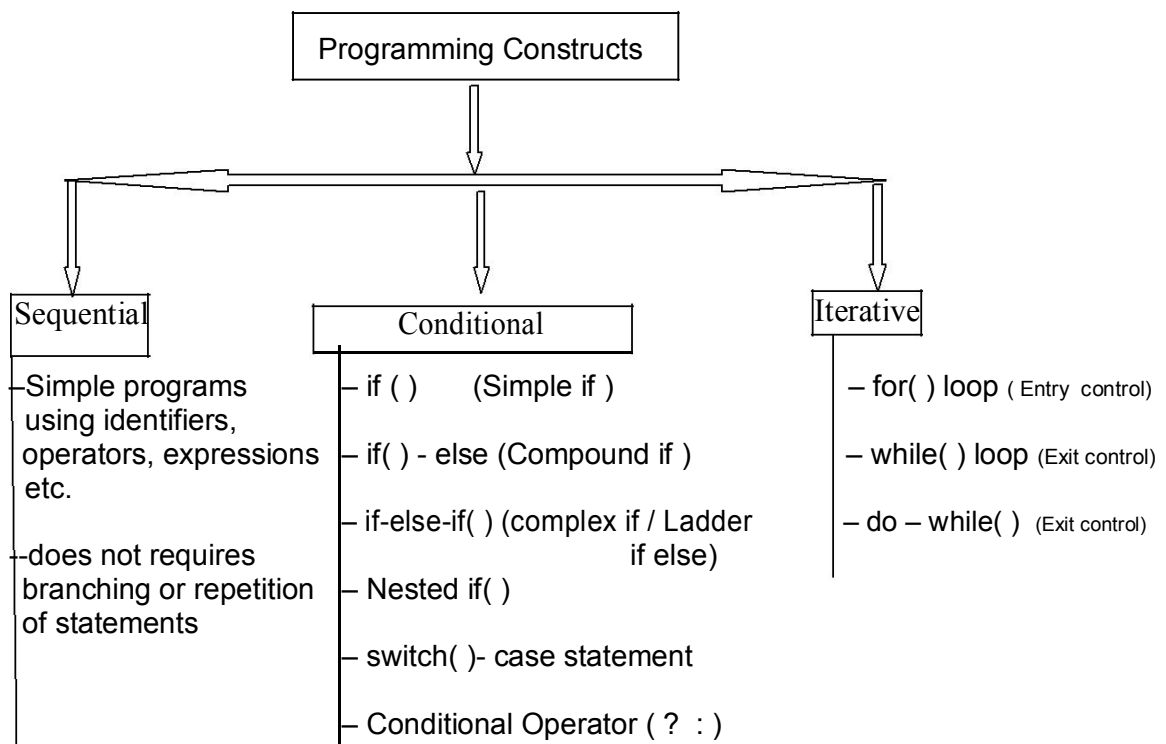 Programming Constructs
Sequential
–Simple programs
using identifiers,
operators, expressions
etc.
--does not requires
branching or repetition
of statements
Conditional
– if ( ) (Simple if )
– if( ) - else (Compound if )
– if-else-if( ) (complex if / Ladder
if else)
– Nested if( )
– switch( )- case statement
– Conditional Operator ( ? : )
Iterative
– for( ) loop ( Entry control)
– while( ) loop (Exit control)
– do – while( ) (Exit control)